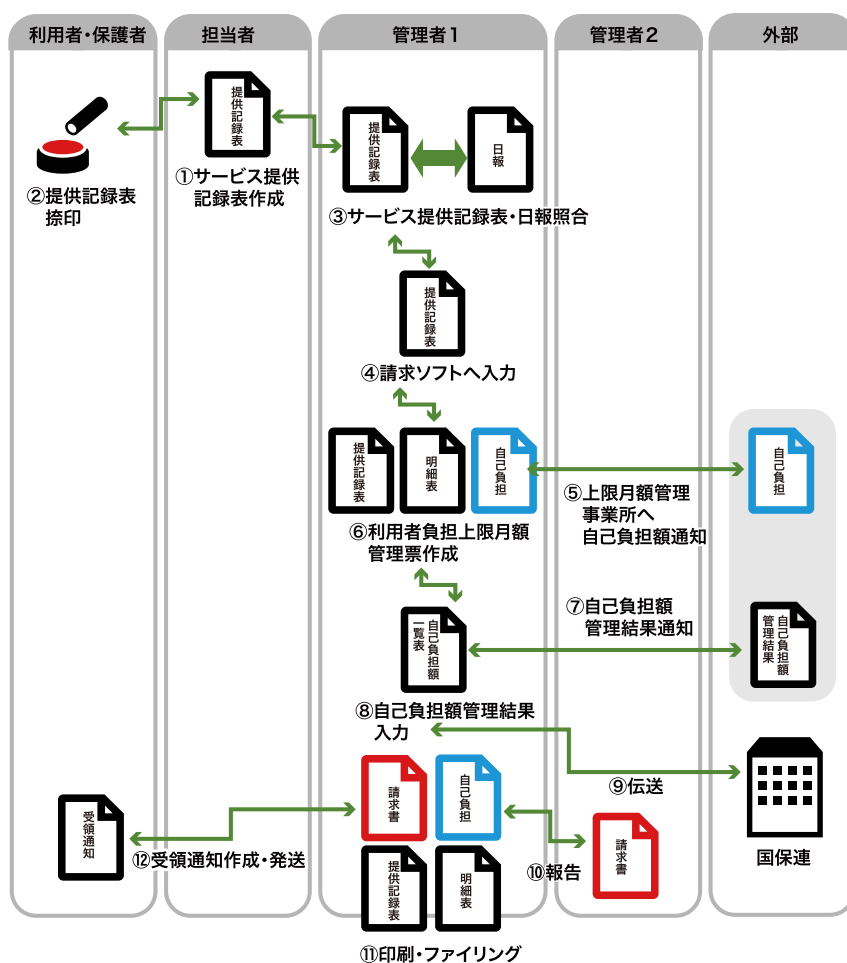 利用者・保護者
担当者
管理者1
管理者2
外部
提供記録表
①サービス提供
記録表作成
②提供記録表
捺印
提供記録表
日報
③サービス提供記録表・日報照合
提供記録表
④請求ソフトへ入力
提供記録表
明細表
自己負担
自己負担
⑤上限月額管理
事業所へ
自己負担額通知
⑥利用者負担上限月額
管理票作成
⑦自己負担額
管理結果通知
自己負担額
一覧表
自己負担額
管理結果
⑧自己負担額管理結果
入力
⑨伝送
国保連
請求書
自己負担
請求書
⑩報告
受領通知
⑫受領通知作成・発送
提供記録表
明細表
⑪印刷・ファイリング